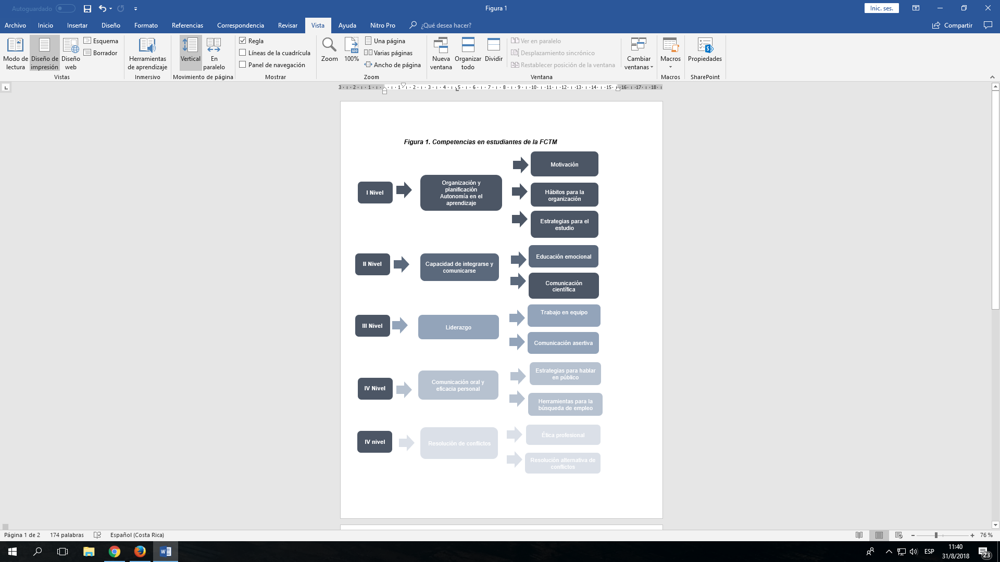 Autoguardado
Figura 1
Inic. ses.
Archivo Inicio Insertar Diseño Formato Referencias Correspondencia Revisar Vista Ayuda Nitro Pro ¿Qué desea hacer? Compartir
Modo de lectura
Diseño de impresión
Diseño web
Esquema
Borrador
Vistas
Herramientas de aprendizaje
Inmersivo
Vertical
En paralelo
Movimiento de página
Regla
Líneas de la cuadrícula
Panel de navegación
Mostrar
Zoom
100%
100
Una página
Varias páginas
Ancho de página
Zoom
Nueva ventana
Organizar todo
Dividir
Ver en paralelo
Desplazamiento sincrónico
Restablecer posición de la ventana
Cambiar ventanas
Ventana
Macros
Macros
Propiedades
SharePoint
3 2 1 1 2 3 4 5 6 7 8 9 10 11 12 13 14 15 16 17 18
Figura 1. Competencias en estudiantes de la FCTM
I Nivel
Organización y
planificación
Autonomía en el
aprendizaje
Motivación
Hábitos para la
organización
Estrategias para el
estudio
II Nivel
Capacidad de integrarse y
comunicarse
Educación emocional
Comunicación
científica
III Nivel
Liderazgo
Trabajo en equipo
Comunicación asertiva
IV Nivel
Comunicación oral y
eficacia personal
Estrategias para hablar
en público
Herramientas para la
búsqueda de empleo
IV nivel
Resolución de conflictos
Ética profesional
Resolución alternativa de
conflictos
Página 1 de 2 174 palabras Español (Costa Rica) 76 %
ESP
11:40
31/8/2018
23